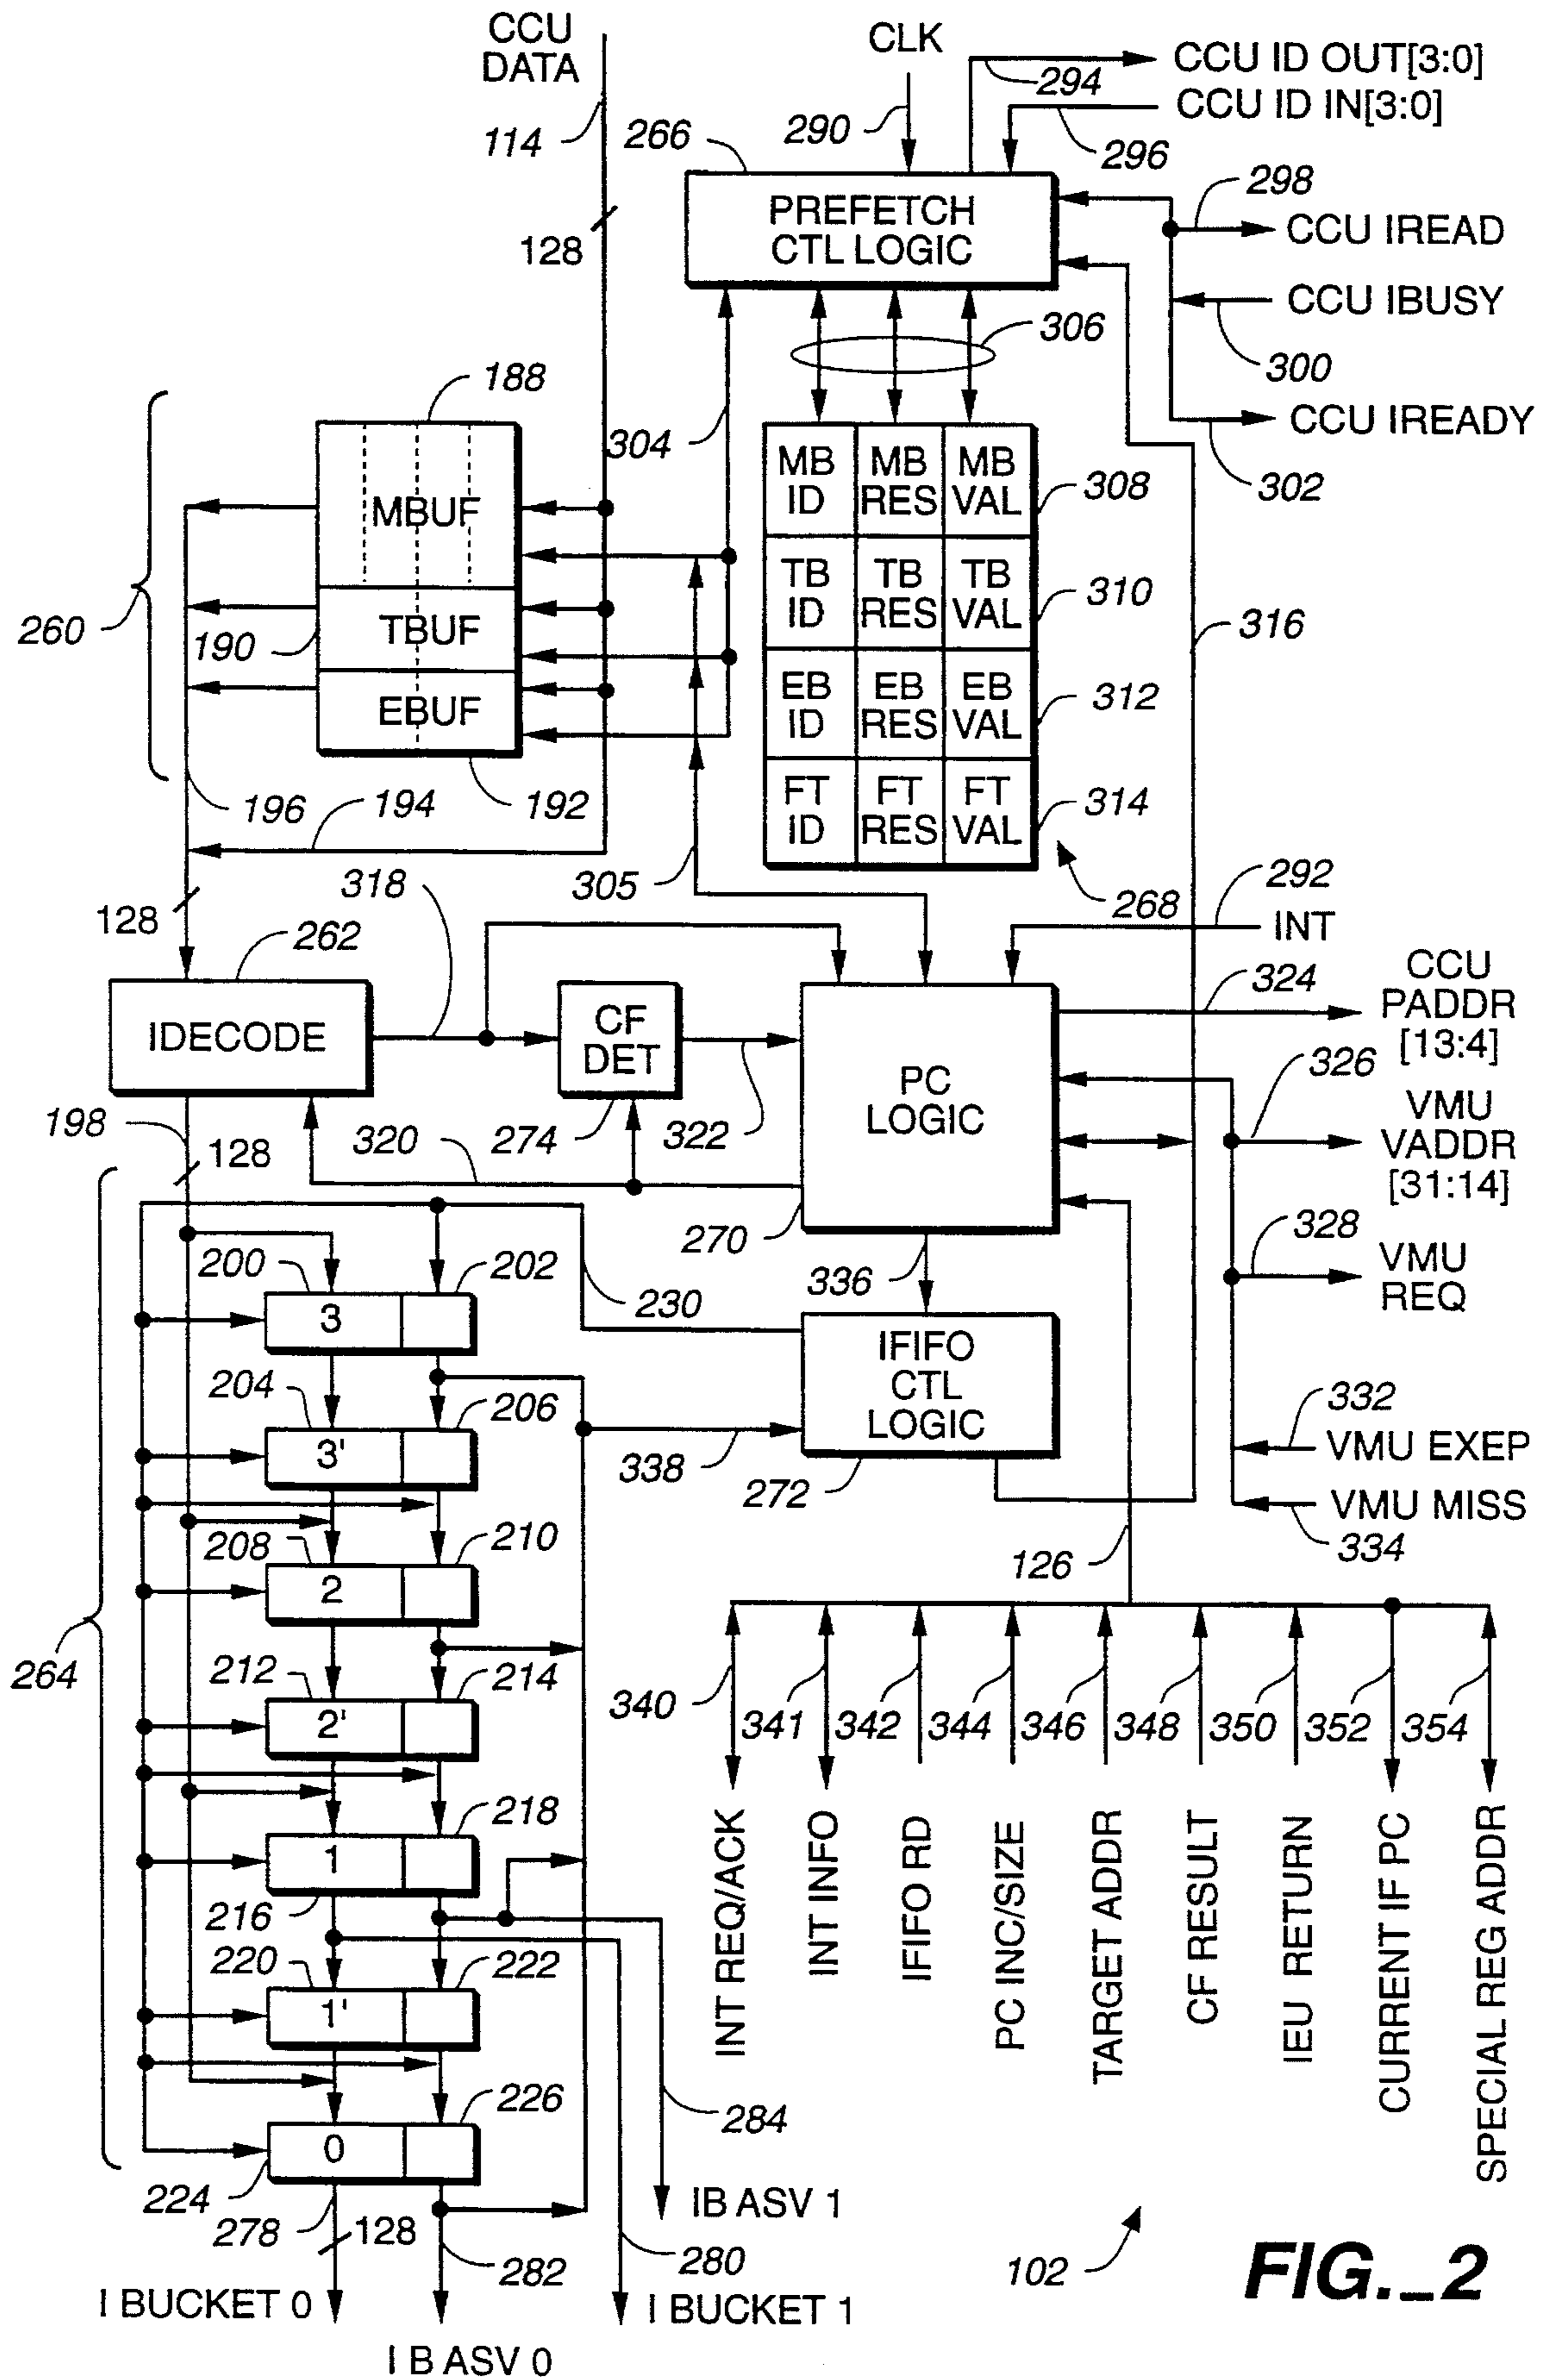 CCU
DATA
114
128
CLK
290
266
294
CCU ID OUT[3:0]
CCU ID IN[3:0]
296
298
CCU IREAD
CCU IBUSY
300
CCU IREADY
302
PREFETCH
CTL LOGIC
306
304
188
MBUF
TBUF
EBUF
260
190
192
196
194
128
MB
ID
MB
RES
MB
VAL
308
TB
ID
TB
RES
TB
VAL
310
EB
ID
EB
RES
EB
VAL
312
FT
ID
FT
RES
FT
VAL
314
316
268
305
318
262
IDECODE
CF
DET
274
322
320
PC
LOGIC
270
292
INT
324
CCU
PADDR
[13:4]
326
VMU
VADDR
[31:14]
328
VMU
REQ
332
VMU EXEP
VMU MISS
334
198
128
336
IFIFO
CTL
LOGIC
272
338
230
126
264
200
202
3
204
206
3'
208
210
2
212
214
2'
218
1
216
220
222
1'
226
0
224
278
128
282
284
280
IB ASV 1
I BUCKET 0
I B ASV 0
I BUCKET 1
340
341
342
344
346
348
350
352
354
INT REQ/ACK
INT INFO
IFIFO RD
PC INC/SIZE
TARGET ADDR
CF RESULT
IEU RETURN
CURRENT IF PC
SPECIAL REG ADDR
102
FIG._2